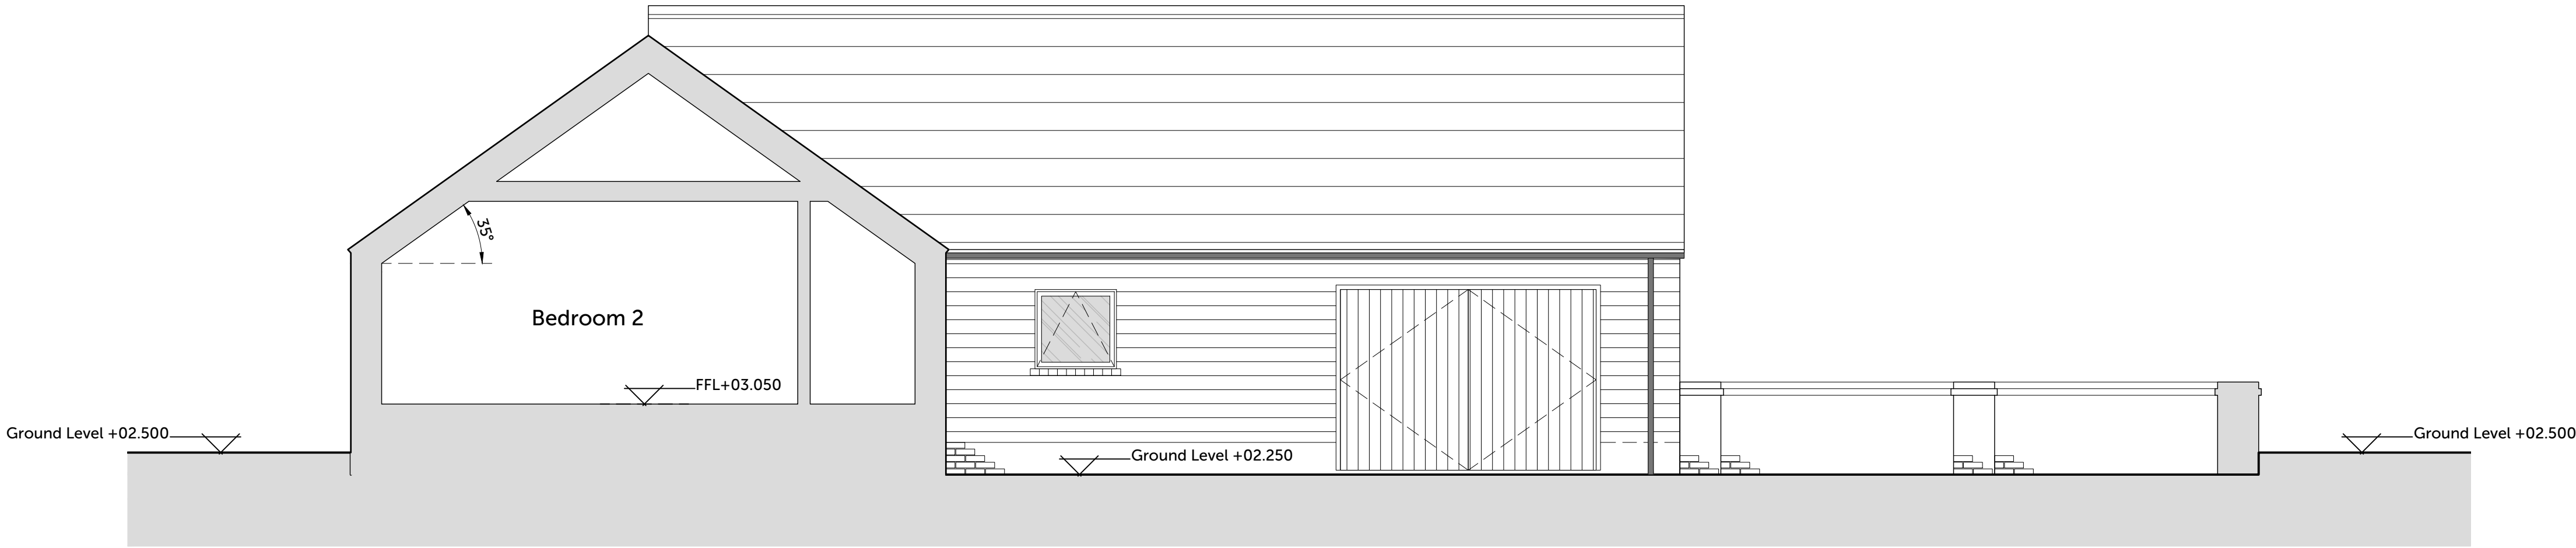 35°
Bedroom 2
FFL+03.050
Ground Level +02.500
Ground Level +02.250
Ground Level +02.500